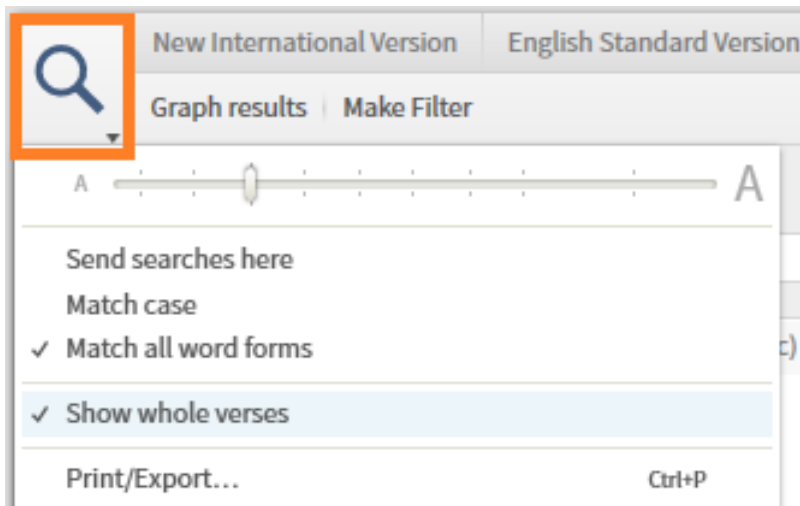 New International Version English Standard Version
Graph results Make Filter
A A
Send searches here
Match case
✓ Match all word forms
c)
✓ Show whole verses
Print/Export... Ctrl+P